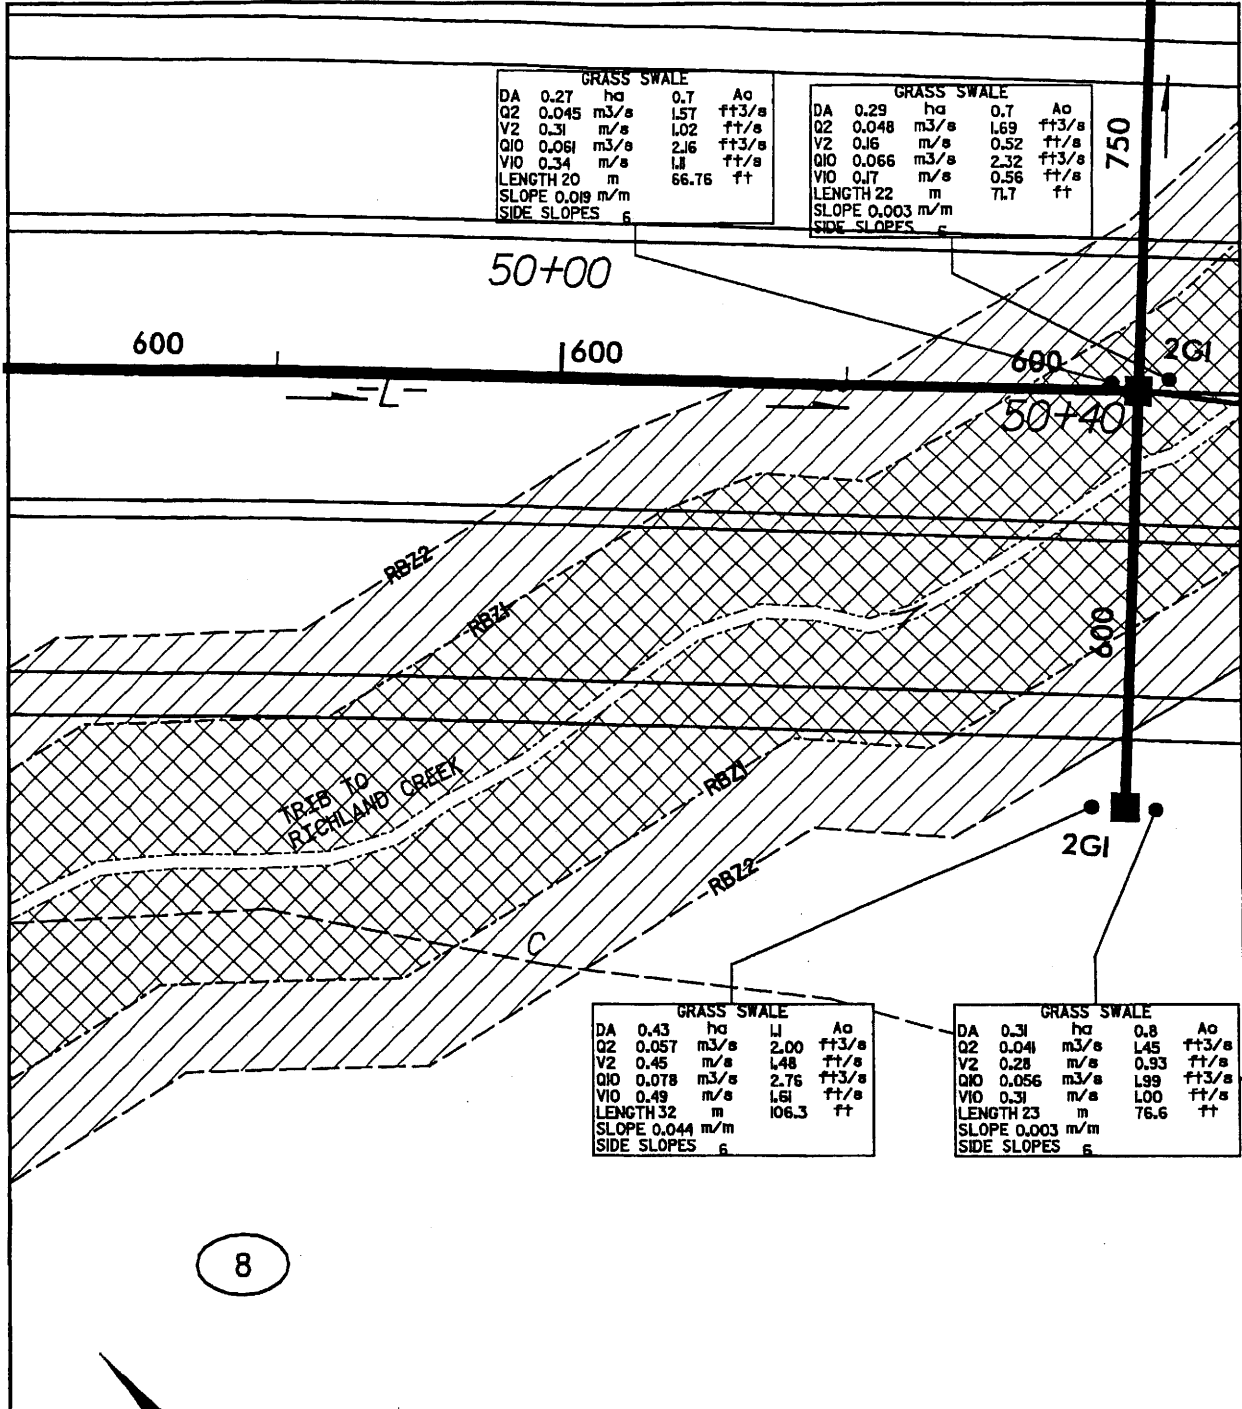 GRASS SWALE
DA 0.27 ha 0.7 Ac
Q2 0.045 m3/s 1.57 ft3/s
V2 0.31 m/s 1.02 ft/s
Q10 0.061 m3/s 2.16 ft3/s
V10 0.34 m/s 1.11 ft/s
LENGTH 20 m 66.76 ft
SLOPE 0.019 m/m
SIDE SLOPES 6
GRASS SWALE
DA 0.29 ha 0.7 Ac
Q2 0.048 m3/s 1.69 ft3/s
V2 0.16 m/s 0.52 ft/s
Q10 0.066 m3/s 2.32 ft3/s
V10 0.17 m/s 0.56 ft/s
LENGTH 22 m 71.7 ft
SLOPE 0.003 m/m
SIDE SLOPES 6
750
50+00
600
600
600
2GI
-L-
50+40
RBZ2
RBZ1
600
TRIB TO
RICHLAND CREEK
RBZ1
2GI
RBZ2
C
GRASS SWALE
DA 0.43 ha 1.1 Ac
Q2 0.057 m3/s 2.00 ft3/s
V2 0.45 m/s 1.48 ft/s
Q10 0.078 m3/s 2.76 ft3/s
V10 0.49 m/s 1.61 ft/s
LENGTH 32 m 106.3 ft
SLOPE 0.044 m/m
SIDE SLOPES 6
GRASS SWALE
DA 0.31 ha 0.8 Ac
Q2 0.041 m3/s 1.45 ft3/s
V2 0.28 m/s 0.93 ft/s
Q10 0.056 m3/s 1.99 ft3/s
V10 0.31 m/s 1.00 ft/s
LENGTH 23 m 76.6 ft
SLOPE 0.003 m/m
SIDE SLOPES 6
8